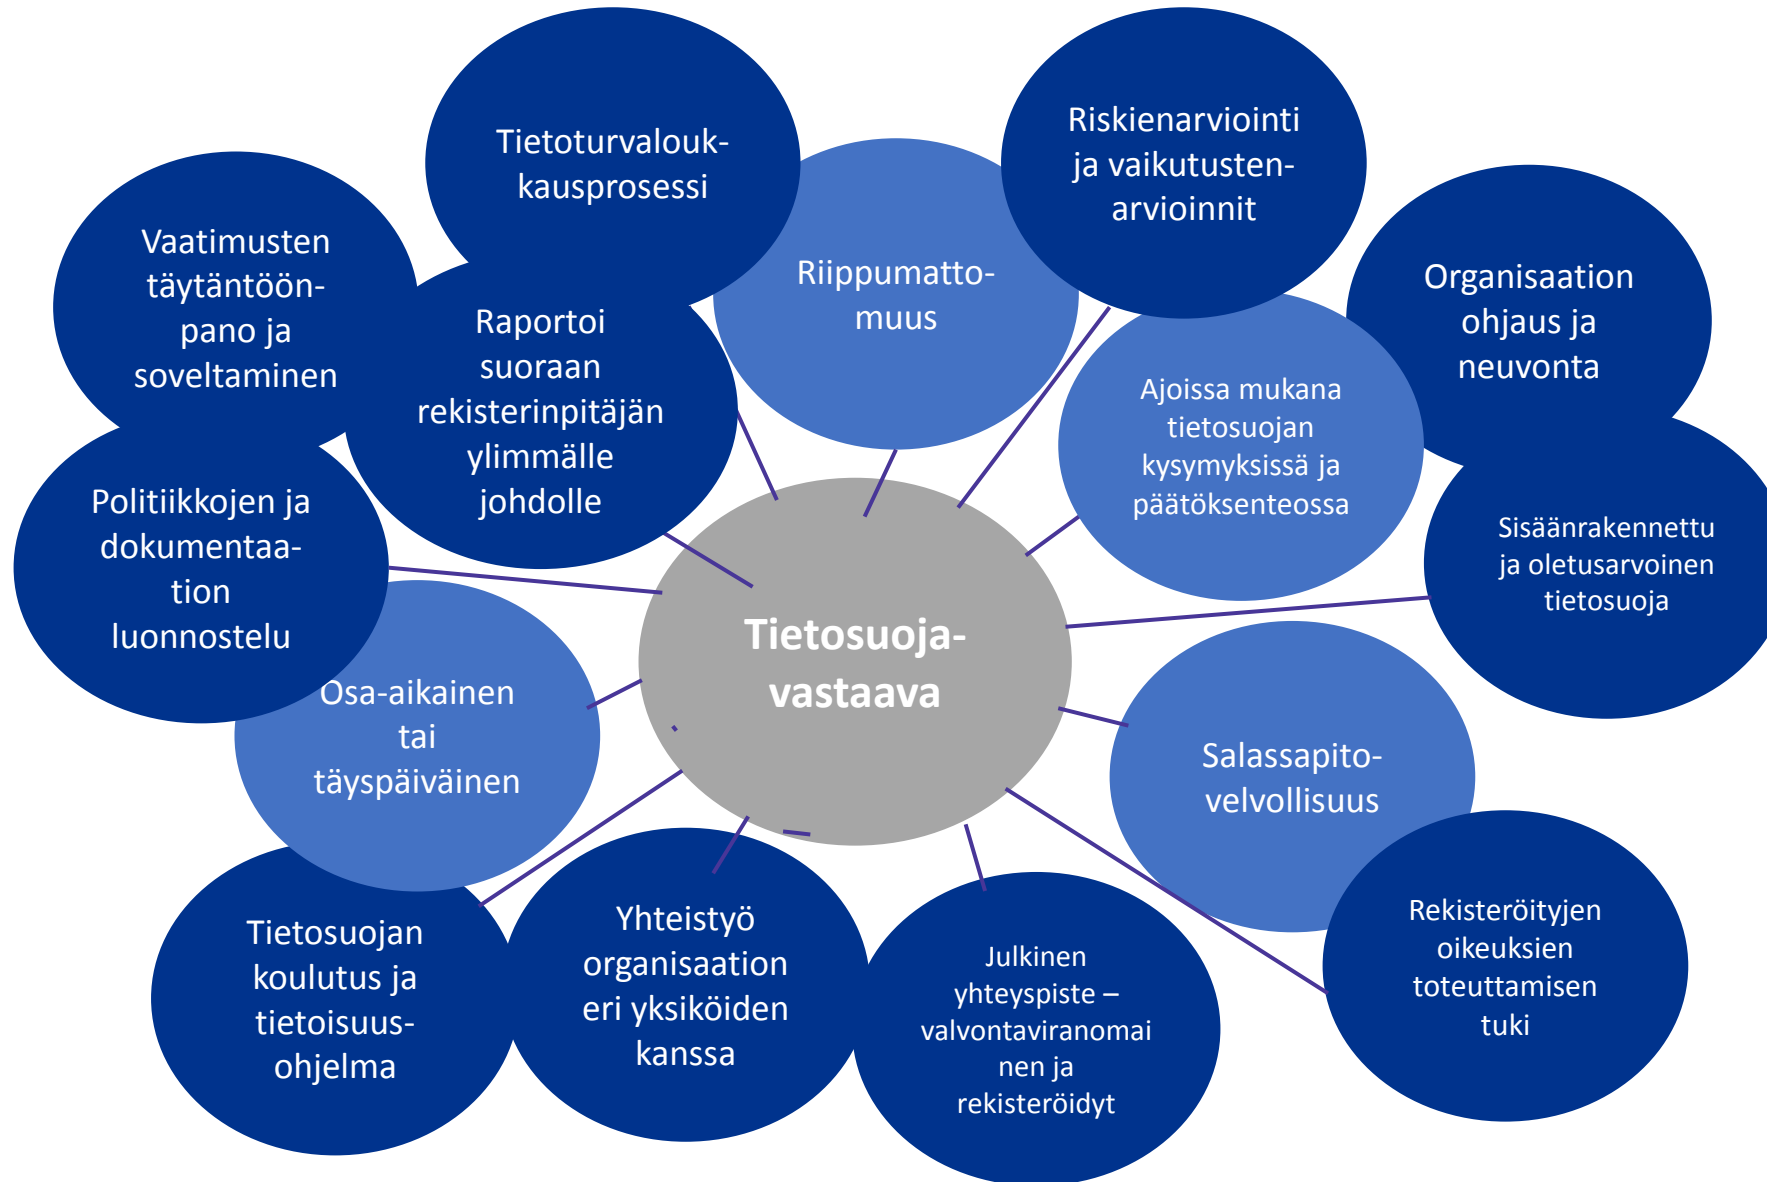 Tietoturvalouk-
kausprosessi
Riskienarviointi
ja vaikutusten-
arvioinnit
Vaatimusten
täytäntöön-
pano ja
soveltaminen
Raportoi
suoraan
rekisterinpitäjän
ylimmälle
johdolle
Riippumatto-
muus
Organisaation
ohjaus ja
neuvonta
Ajoissa mukana
tietosuojan
kysymyksissä ja
päätöksenteossa
Politiikkojen ja
dokumentaa-
tion
luonnostelu
Sisäänrakennettu
ja oletusarvoinen
tietosuoja
Tietosuoja-
vastaava
Osa-aikainen
tai
täyspäiväinen
Salassapito-
velvollisuus
Tietosuojan
koulutus ja
tietoisuus-
ohjelma
Yhteistyö
organisaation
eri yksiköiden
kanssa
Julkinen
yhteyspiste –
valvontaviranomai
nen ja
rekisteröidyt
Rekisteröityjen
oikeuksien
toteuttamisen
tuki